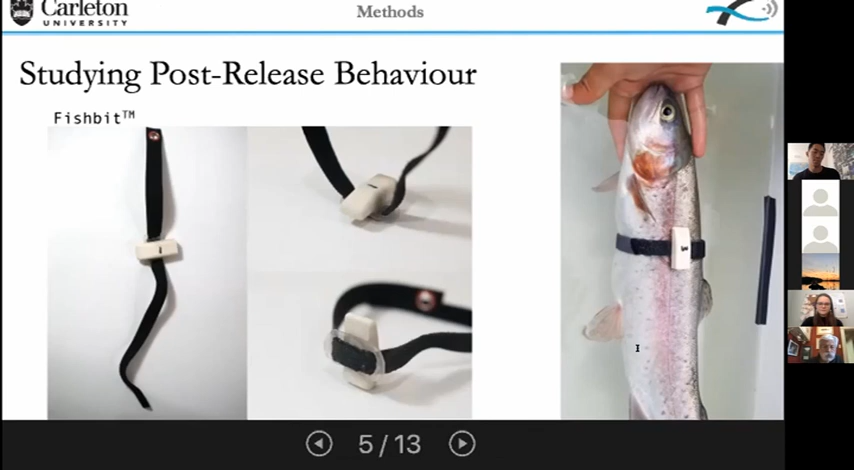 Carleton
UNIVERSITY
Methods
Studying Post-Release Behaviour
Fishbit™
5 / 13